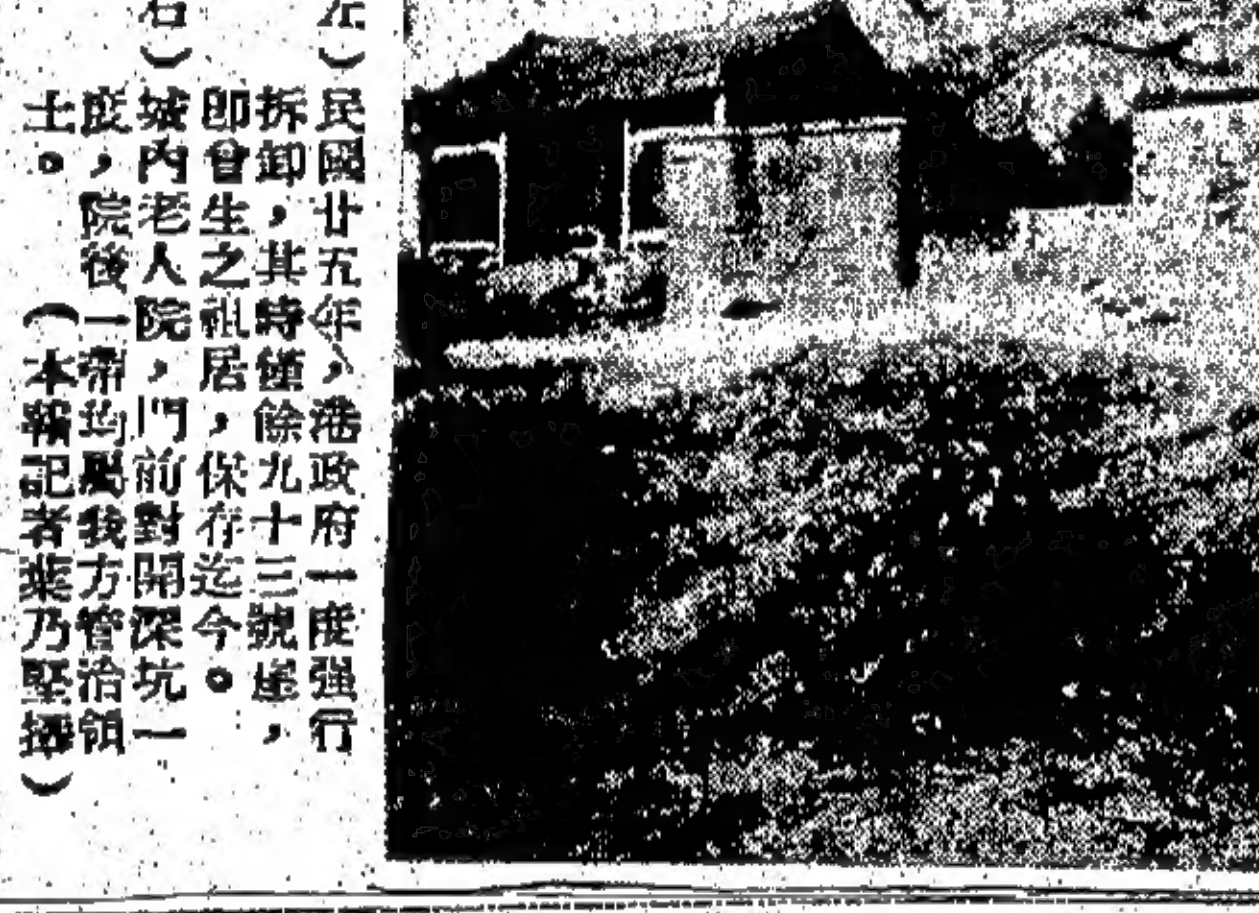 左）民國廿五年，港政府一度强行
拆卸，其時僅餘九十三號座，
即曾生之祖居，保存迄今。
右）城內老人院，門前對開深坑一
度，院後一帶均屬我方管治領
土。　　（本報記者葉乃堅攝）